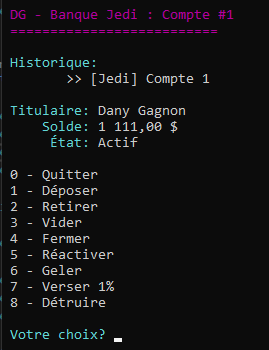 DG - Banque Jedi : Compte #1
==========================
Historique:
>> [Jedi] Compte 1
Titulaire: Dany Gagnon
Solde: 1 111,00 $
État: Actif
0 - Quitter
1 - Déposer
2 - Retirer
3 - Vider
4 - Fermer
5 - Réactiver
6 - Geler
7 - Verser 1%
8 - Détruire
Votre choix?